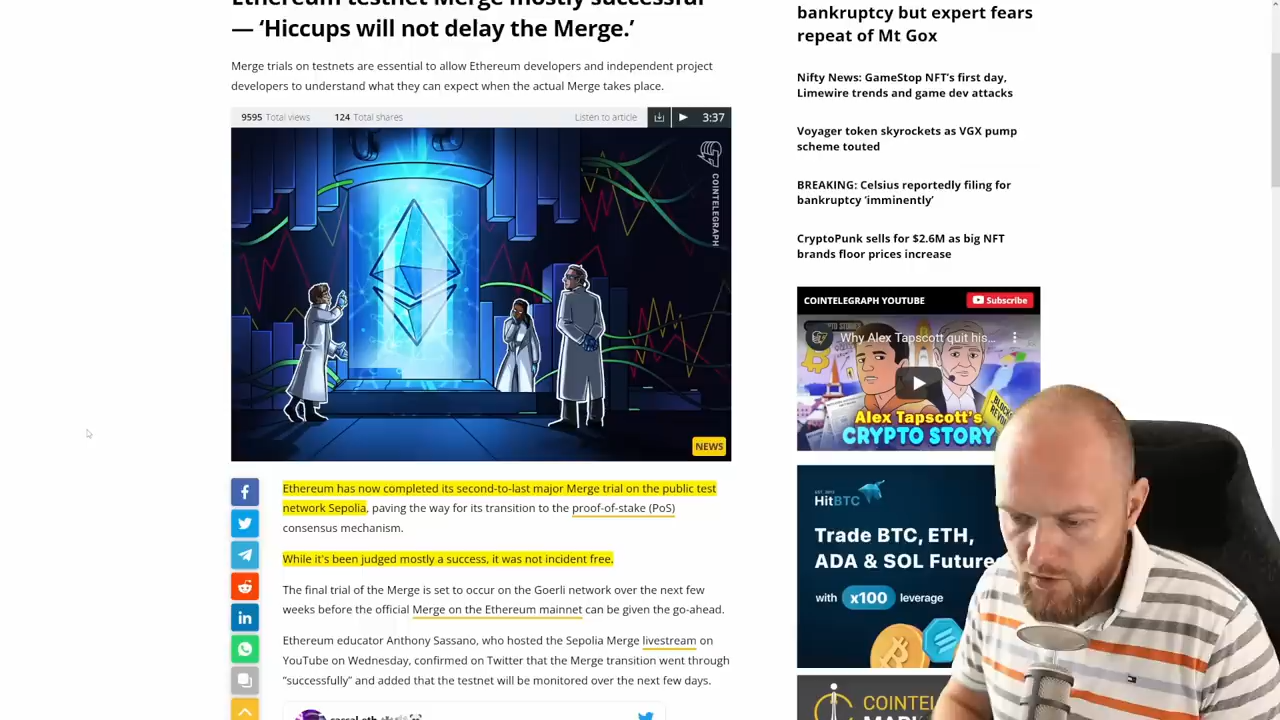 Ethereum testnet Merge mostly successful
— ‘Hiccups will not delay the Merge.’
Merge trials on testnets are essential to allow Ethereum developers and independent project
developers to understand what they can expect when the actual Merge takes place.
9595 Total views
124 Total shares
Listen to article
3:37
COINTELEGRAPH
NEWS
Ethereum has now completed its second-to-last major Merge trial on the public test
network Sepolia, paving the way for its transition to the proof-of-stake (PoS)
consensus mechanism.
While it's been judged mostly a success, it was not incident free.
The final trial of the Merge is set to occur on the Goerli network over the next few
weeks before the official Merge on the Ethereum mainnet can be given the go-ahead.
Ethereum educator Anthony Sassano, who hosted the Sepolia Merge livestream on
YouTube on Wednesday, confirmed on Twitter that the Merge transition went through
“successfully” and added that the testnet will be monitored over the next few days.
bankruptcy but expert fears
repeat of Mt Gox
Nifty News: GameStop NFT’s first day,
Limewire trends and game dev attacks
Voyager token skyrockets as VGX pump
scheme touted
BREAKING: Celsius reportedly filing for
bankruptcy ‘imminently’
CryptoPunk sells for $2.6M as big NFT
brands floor prices increase
COINTELEGRAPH YOUTUBE
Subscribe
Why Alex Tapscott quit his...
Alex Tapscott's
CRYPTO STORY
HitBTC
Trade BTC, ETH,
ADA & SOL Future
with x100 leverage